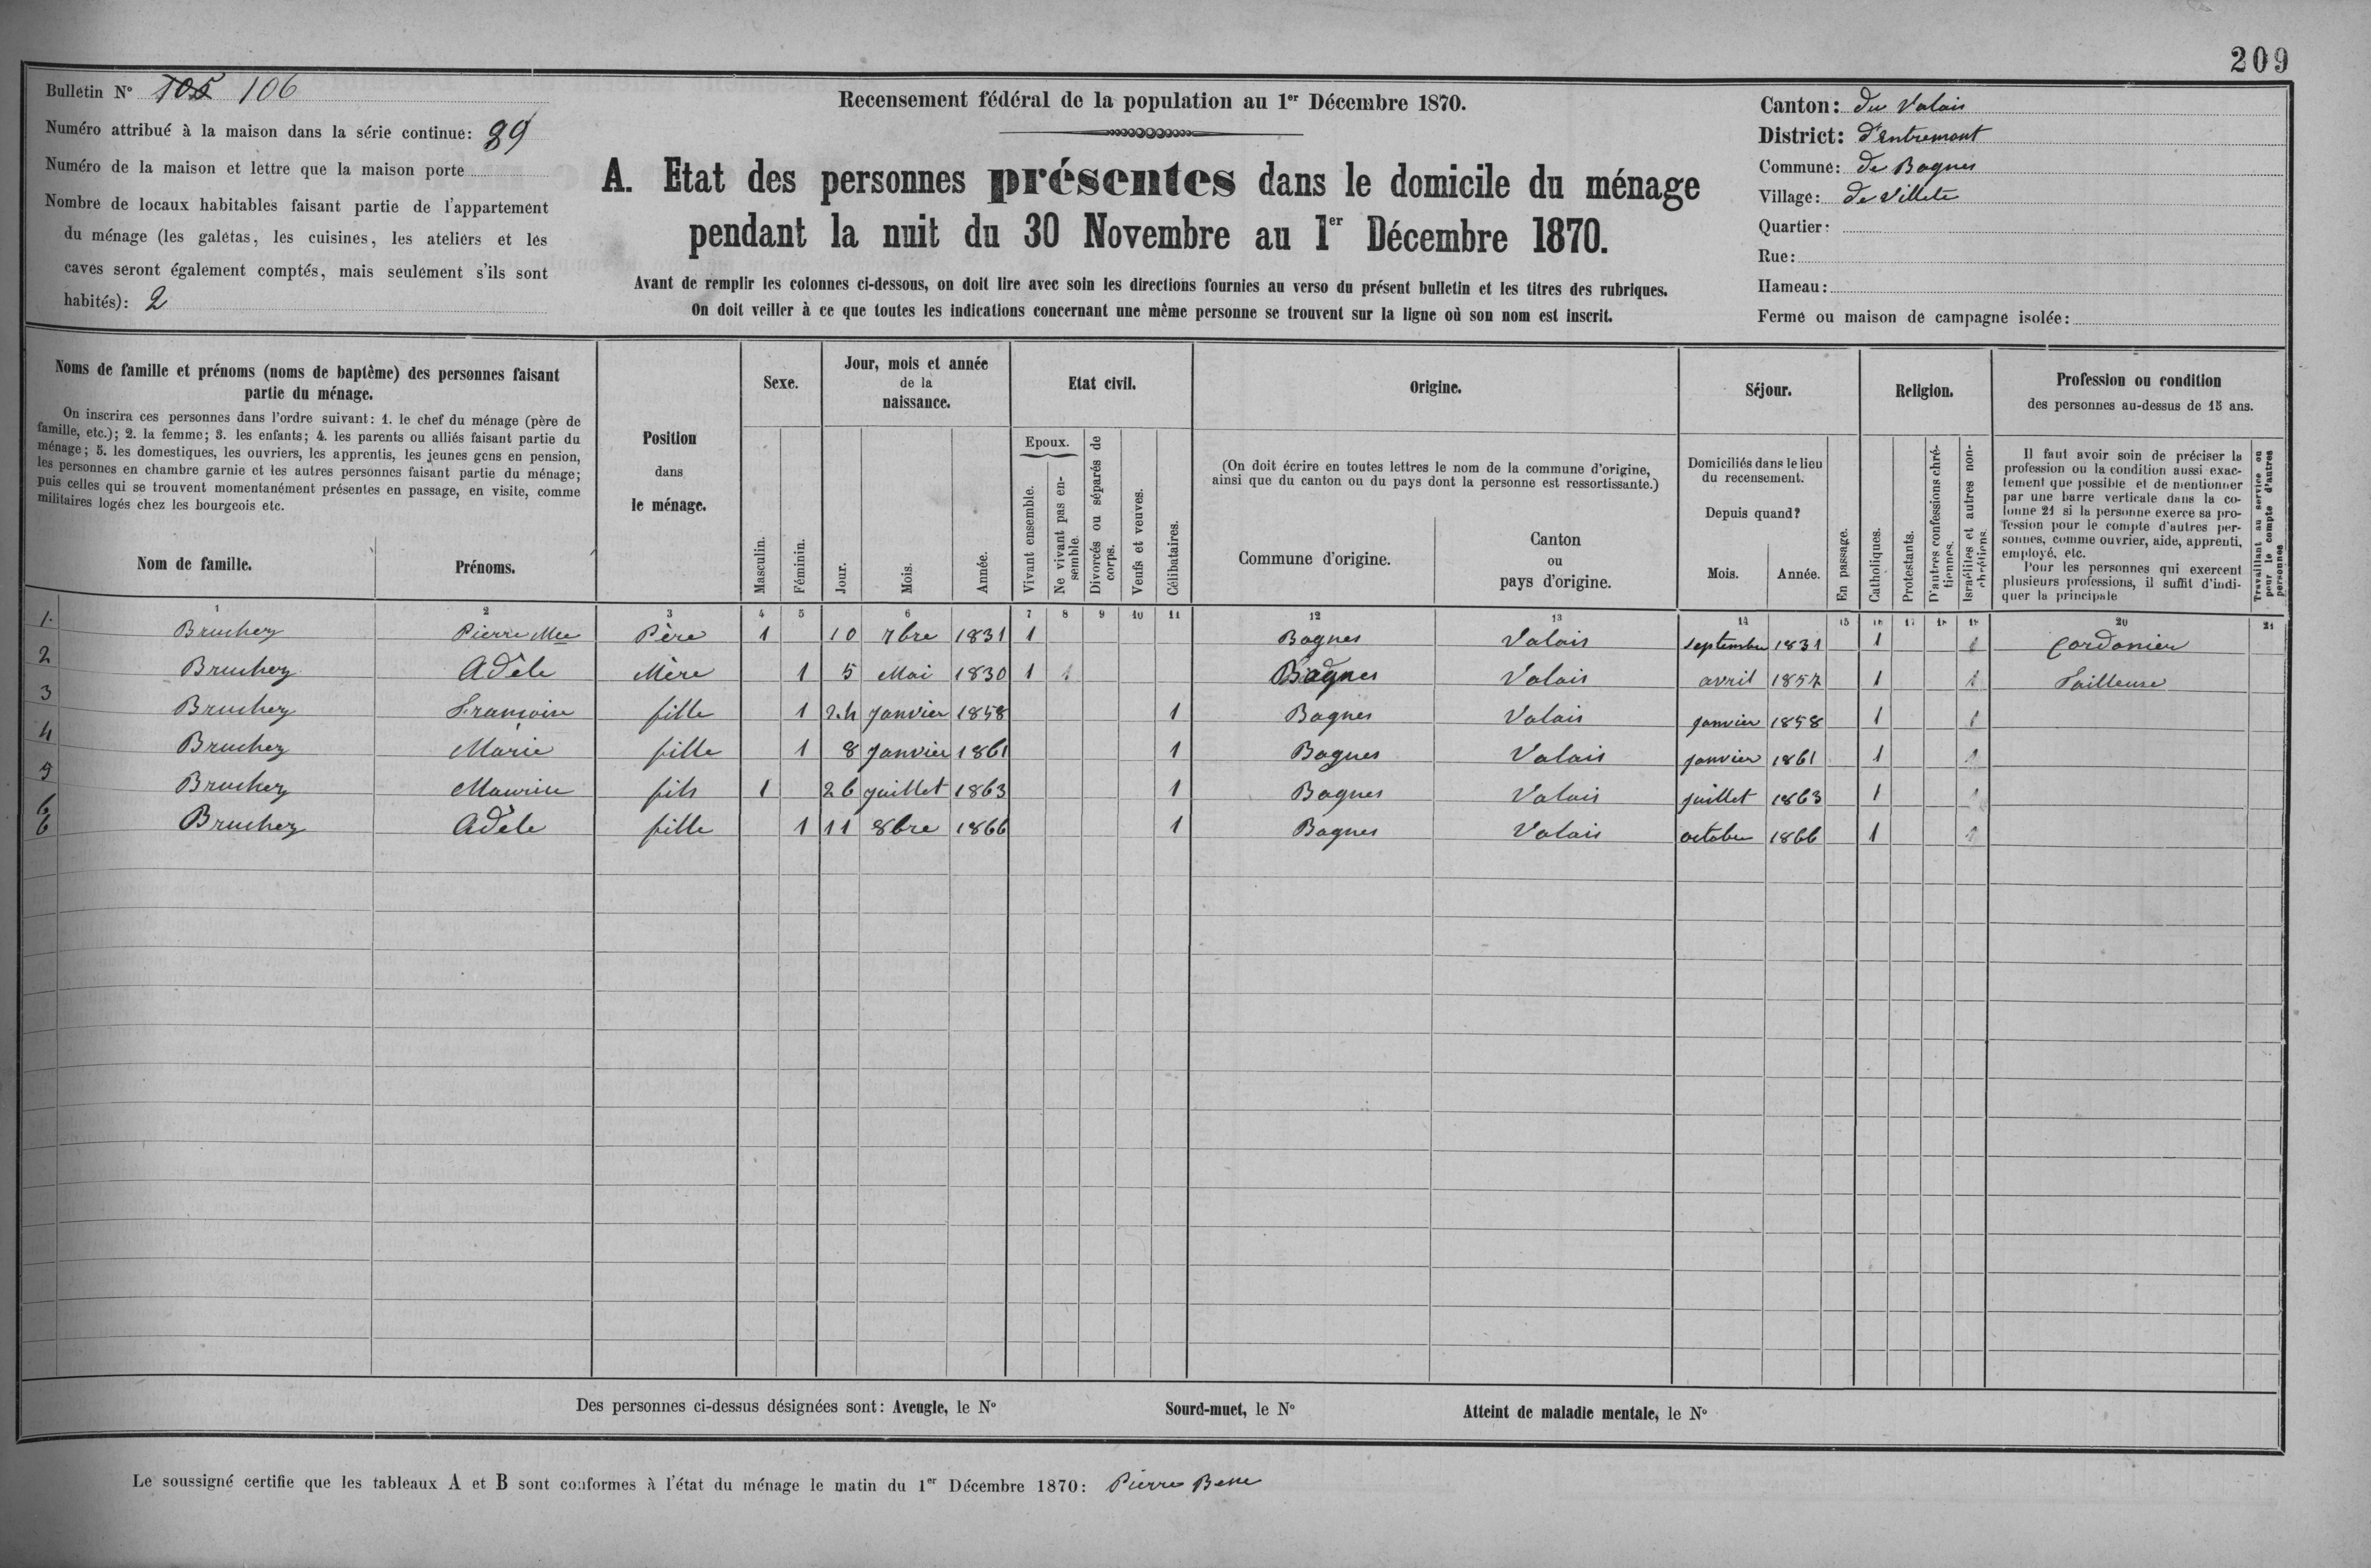 209
Bulletin Nº 105 106
Numéro attribué à la maison dans la série continue: 89
Numéro de la maison et lettre que la maison porte
Nombre de locaux habitables faisant partie de l'appartement
du ménage (les galetas, les cuisines, les ateliers et les
caves seront également comptés, mais seulement s'ils sont
habités): 2
Recensement fédéral de la population au 1er Décembre 1870.
A. Etat des personnes présentes dans le domicile du ménage
pendant la nuit du 30 Novembre au 1er Décembre 1870.
Avant de remplir les colonnes ci-dessous, on doit lire avec soin les directions fournies au verso du présent bulletin et les titres des rubriques.
On doit veiller à ce que toutes les indications concernant une même personne se trouvent sur la ligne où son nom est inscrit.
Canton: du Valais
District: d'Entremont
Commune: de Bagnes
Village: de Villete
Quartier:
Rue:
Hameau:
Ferme ou maison de campagne isolée:
Noms de famille et prénoms (noms de baptême) des personnes faisant
partie du ménage.
On inscrira ces personnes dans l'ordre suivant: 1. le chef du ménage (père de
famille, etc.); 2. la femme; 3. les enfants; 4. les parents ou alliés faisant partie du
ménage; 5. les domestiques, les ouvriers, les apprentis, les jeunes gens en pension,
les personnes en chambre garnie et les autres personnes faisant partie du ménage;
puis celles qui se trouvent momentanément présentes en passage, en visite, comme
militaires logés chez les bourgeois etc.
Nom de famille.
Prénoms.
Position
dans
le ménage.
Sexe.
Masculin.
Féminin.
Jour, mois et année
de la
naissance.
Jour.
Mois.
Année.
Etat civil.
Epoux.
Vivant ensemble.
Ne vivant pas en-
semble.
Divorcés ou séparés de
corps.
Veufs et veuves.
Célibataires.
Origine.
(On doit écrire en toutes lettres le nom de la commune d'origine,
ainsi que du canton ou du pays dont la personne est ressortissante.)
Commune d'origine.
Canton
ou
pays d'origine.
Séjour.
Domiciliés dans le lieu
du recensement.
Depuis quand?
Mois.
Année.
En passage.
Religion.
Catholiques.
Protestants.
D'autres confessions chré-
tiennes.
Israélites et autres non-
chrétiens.
Profession ou condition
des personnes au-dessus de 15 ans.
Il faut avoir soin de préciser la
profession ou la condition aussi exac-
tement que possible et de mentionner
par une barre verticale dans la co-
lonne 21 si la personne exerce sa pro-
fession pour le compte d'autres per-
sonnes, comme ouvrier, aide, apprenti,
employé, etc.
Pour les personnes qui exercent
plusieurs professions, il suffit d'indi-
quer la principale
Travaillant au service ou
pour le compte d'autres
personnes
1 2 3 4 5 6 7 8 9 10 11 12 13 14 15 16 17 18 19 20 21
1. Bruchez Pierre Mce Père 1 10 7bre 1831 1 Bagnes Valais septembre 1831 1 1 Cordonier
2 Bruchez Adèle Mère 1 5 Mai 1830 1 1 Bagnes Valais avril 1857 1 1 Tailleuse
3 Bruchez Françoise fille 1 24 Janvier 1858 1 Bagnes Valais janvier 1858 1 1
4 Bruchez Marie fille 1 8 Janvier 1861 1 Bagnes Valais janvier 1861 1 1
5 Bruchez Maurice fils 1 26 juillet 1863 1 Bagnes Valais juillet 1863 1 1
6 6 Bruchez Adèle fille 1 11 8bre 1866 1 Bagnes Valais octobre 1866 1 1
Des personnes ci-dessus désignées sont: Aveugle, le Nº Sourd-muet, le Nº Atteint de maladie mentale, le Nº
Le soussigné certifie que les tableaux A et B sont conformes à l'état du ménage le matin du 1er Décembre 1870: Pierre